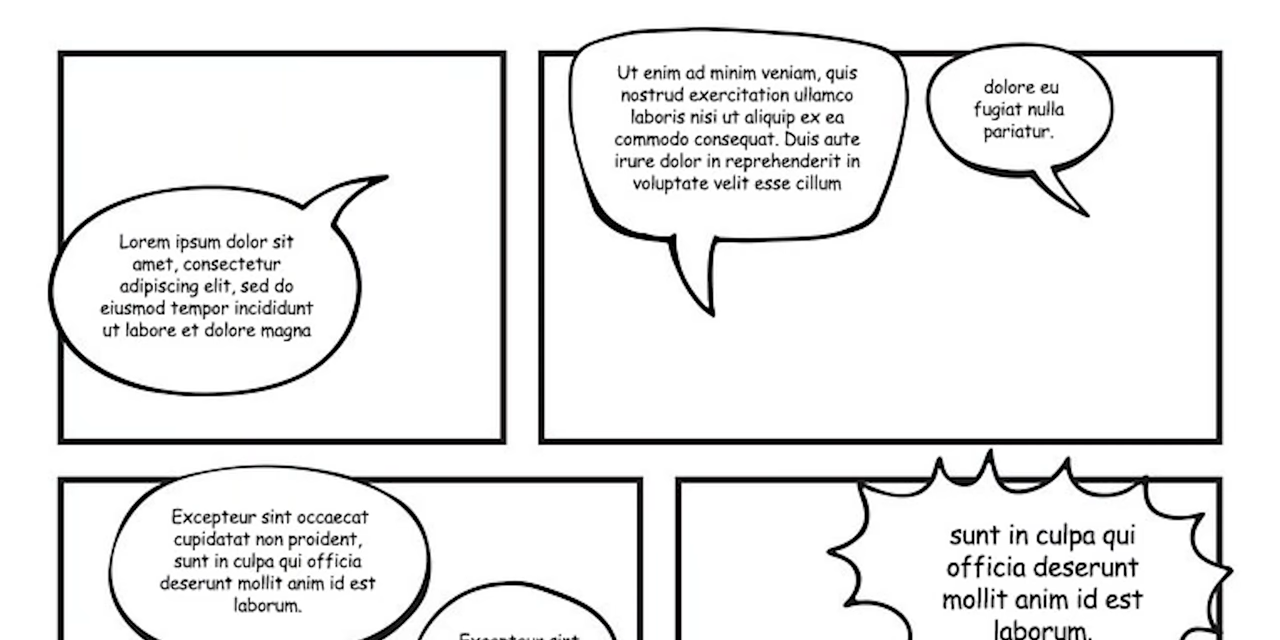 Lorem ipsum dolor sit
amet, consectetur
adipiscing elit, sed do
eiusmod tempor incididunt
ut labore et dolore magna
Ut enim ad minim veniam, quis
nostrud exercitation ullamco
laboris nisi ut aliquip ex ea
commodo consequat. Duis aute
irure dolor in reprehenderit in
voluptate velit esse cillum
dolore eu
fugiat nulla
pariatur.
Excepteur sint occaecat
cupidatat non proident,
sunt in culpa qui officia
deserunt mollit anim id est
laborum.
Excepteur sint
sunt in culpa qui
officia deserunt
mollit anim id est
laborum.